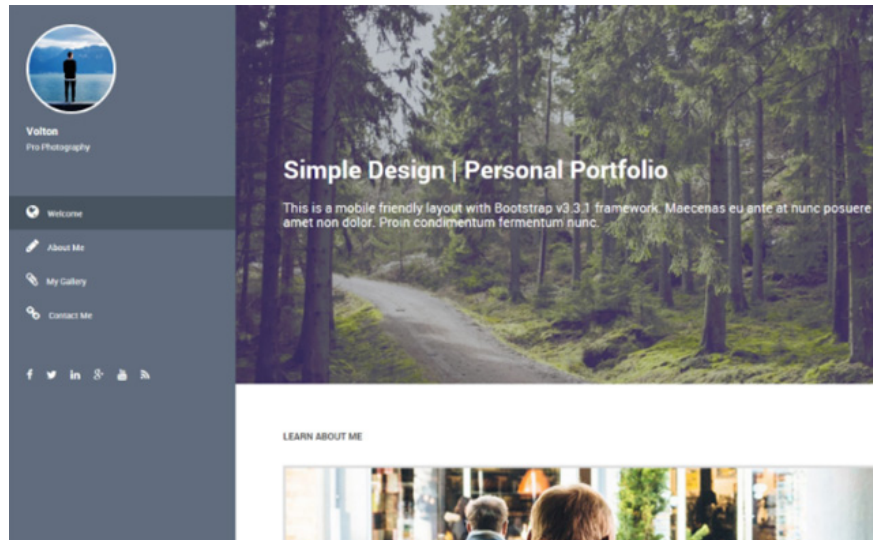 Volton
Pro Photography
Welcome
About Me
My Gallery
Contact Me
Simple Design | Personal Portfolio
This is a mobile friendly layout with Bootstrap v3.3.1 framework. Maecenas eu ante at nunc posuere
amet non dolor. Proin condimentum fermentum nunc.
LEARN ABOUT ME